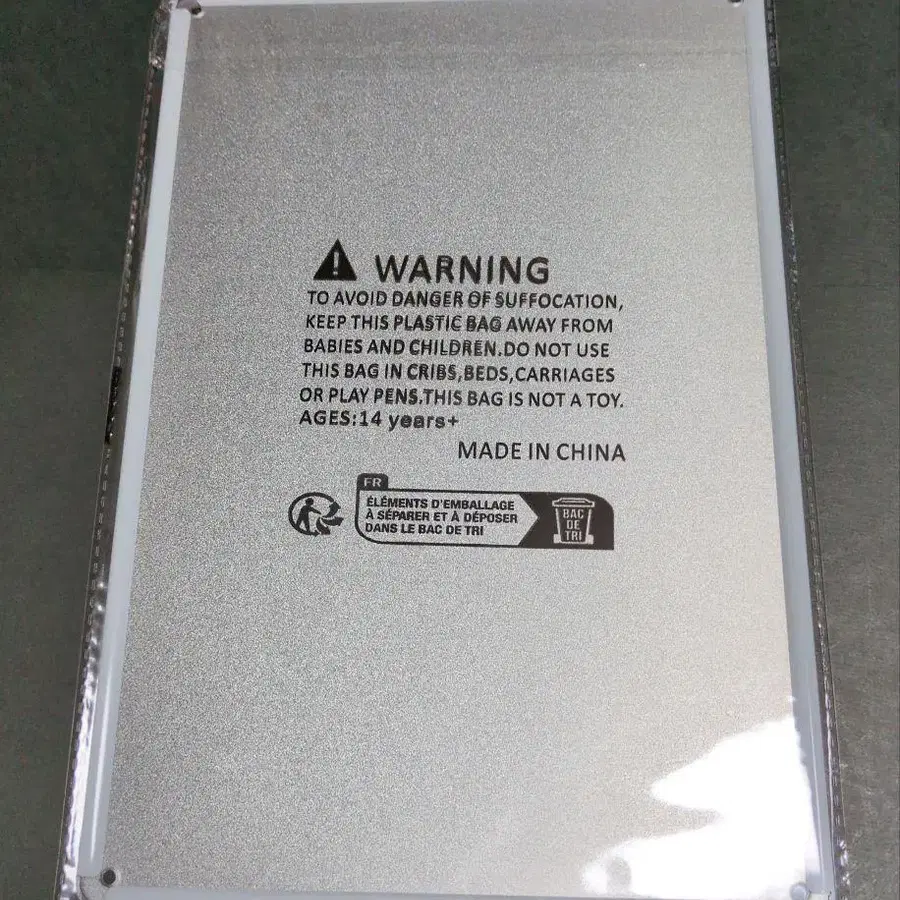 WARNING
TO AVOID DANGER OF SUFFOCATION,
KEEP THIS PLASTIC BAG AWAY FROM
BABIES AND CHILDREN.DO NOT USE
THIS BAG IN CRIBS,BEDS,CARRIAGES
OR PLAY PENS.THIS BAG IS NOT A TOY.
AGES:14 years+
MADE IN CHINA
FR
ÉLÉMENTS D'EMBALLAGE
À SÉPARER ET À DÉPOSER
DANS LE BAC DE TRI
BAC
DE
TRI